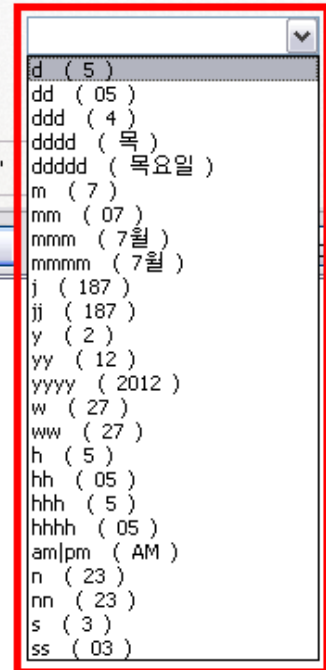 d ( 5 )
dd ( 05 )
ddd ( 4 )
dddd ( 목 )
ddddd ( 목요일 )
m ( 7 )
mm ( 07 )
mmm ( 7월 )
mmmm ( 7월 )
j ( 187 )
jj ( 187 )
y ( 2 )
yy ( 12 )
yyyy ( 2012 )
w ( 27 )
ww ( 27 )
h ( 5 )
hh ( 05 )
hhh ( 5 )
hhhh ( 05 )
am|pm ( AM )
n ( 23 )
nn ( 23 )
s ( 3 )
ss ( 03 )